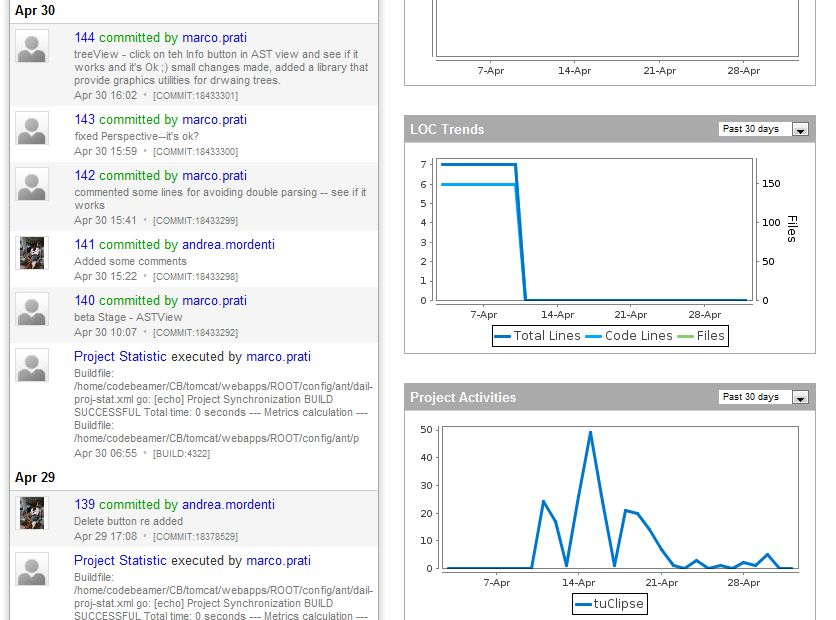 Apr 30
144 committed by marco.prati
treeView - click on teh Info button in AST view and see if it
works and it's Ok ;) small changes made, added a library that
provide graphics utilities for drwaing trees.
Apr 30 16:02 • [COMMIT:18433301]
143 committed by marco.prati
fixed Perspective--it's ok?
Apr 30 15:59 • [COMMIT:18433300]
142 committed by marco.prati
commented some lines for avoiding double parsing -- see if it
works
Apr 30 15:41 • [COMMIT:18433299]
141 committed by andrea.mordenti
Added some comments
Apr 30 15:22 • [COMMIT:18433298]
140 committed by marco.prati
beta Stage - ASTView
Apr 30 10:07 • [COMMIT:18433292]
Project Statistic executed by marco.prati
Buildfile:
/home/codebeamer/CB/tomcat/webapps/ROOT/config/ant/dail-
proj-stat.xml go: [echo] Project Synchronization BUILD
SUCCESSFUL Total time: 0 seconds --- Metrics calculation ---
Buildfile:
/home/codebeamer/CB/tomcat/webapps/ROOT/config/ant/p
Apr 30 06:55 • [BUILD:4322]
Apr 29
139 committed by andrea.mordenti
Delete button re added
Apr 29 17:08 • [COMMIT:18378529]
Project Statistic executed by marco.prati
Buildfile:
/home/codebeamer/CB/tomcat/webapps/ROOT/config/ant/dail-
proj-stat.xml go: [echo] Project Synchronization BUILD
SUCCESSFUL Total time: 0 seconds --- Metrics calculation ---
7-Apr 14-Apr 21-Apr 28-Apr
LOC Trends Past 30 days
7
6
5
4
3
2
1
0
150
100
50
0
Files
7-Apr 14-Apr 21-Apr 28-Apr
Total Lines Code Lines Files
Project Activities Past 30 days
50
40
30
20
10
0
7-Apr 14-Apr 21-Apr 28-Apr
tuClipse